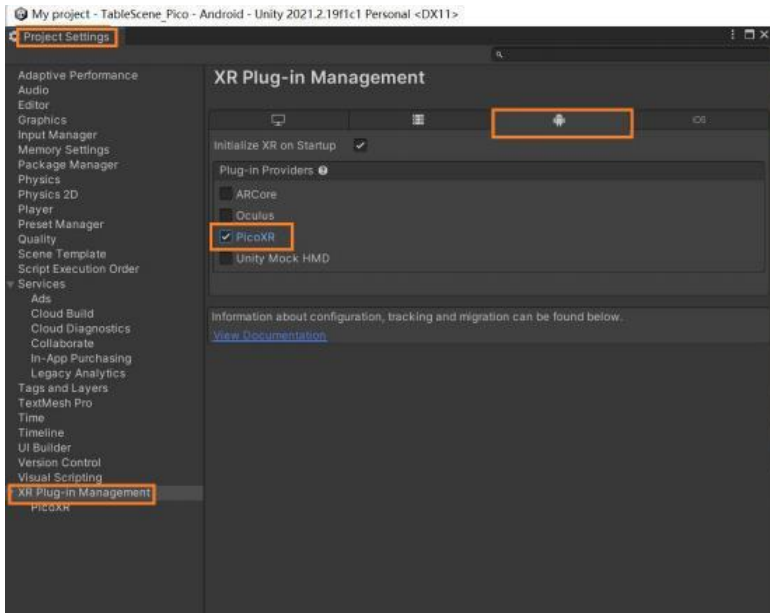 My project - TableScene_Pico - Android - Unity 2021.2.19f1c1 Personal <DX11>
Project Settings
Adaptive Performance
Audio
Editor
Graphics
Input Manager
Memory Settings
Package Manager
Physics
Physics 2D
Player
Preset Manager
Quality
Scene Template
Script Execution Order
Services
Ads
Cloud Build
Cloud Diagnostics
Collaborate
In-App Purchasing
Legacy Analytics
Tags and Layers
TextMesh Pro
Time
Timeline
UI Builder
Version Control
Visual Scripting
XR Plug-in Management
PicoXR
XR Plug-in Management
iOS
Initialize XR on Startup
Plug-in Providers
ARCore
Oculus
PicoXR
Unity Mock HMD
Information about configuration, tracking and migration can be found below.
View Documentation